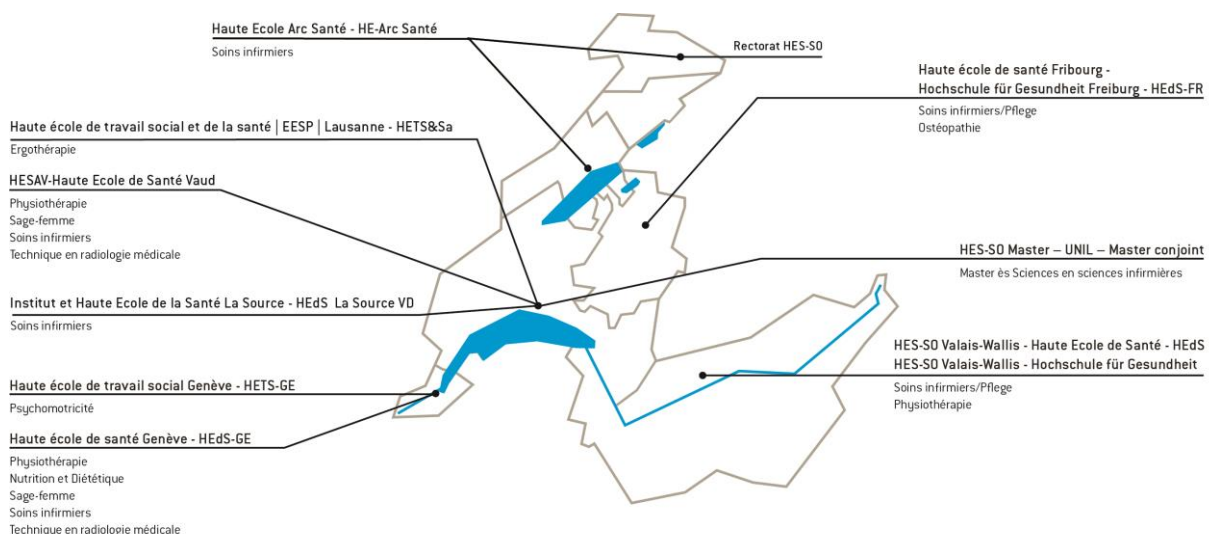 Haute Ecole Arc Santé - HE-Arc Santé
Soins infirmiers
Rectorat HES-SO
Haute école de santé Fribourg -
Hochschule für Gesundheit Freiburg - HEdS-FR
Soins infirmiers/Pflege
Ostéopathie
Haute école de travail social et de la santé | EESP | Lausanne - HETS&Sa
Ergothérapie
HESAV-Haute Ecole de Santé Vaud
Physiothérapie
Sage-femme
Soins infirmiers
Technique en radiologie médicale
HES-SO Master – UNIL – Master conjoint
Master ès Sciences en sciences infirmières
Institut et Haute Ecole de la Santé La Source - HEdS La Source VD
Soins infirmiers
HES-SO Valais-Wallis - Haute Ecole de Santé - HEdS
HES-SO Valais-Wallis - Hochschule für Gesundheit
Soins infirmiers/Pflege
Physiothérapie
Haute école de travail social Genève - HETS-GE
Psychomotricité
Haute école de santé Genève - HEdS-GE
Physiothérapie
Nutrition et Diététique
Sage-femme
Soins infirmiers
Technique en radiologie médicale